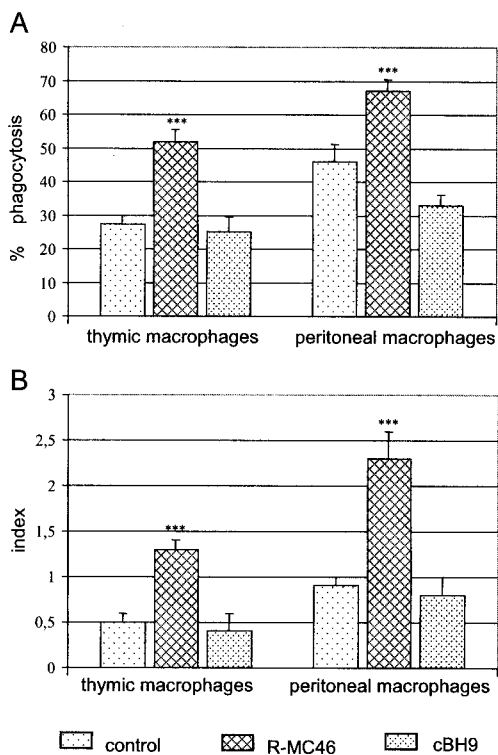 A
80
70
60
50
40
30
20
10
0
% phagocytosis
***
***
thymic macrophages peritoneal macrophages
B
3
2,5
2
1,5
1
0,5
0
index
***
***
thymic macrophages peritoneal macrophages
control R-MC46 cBH9